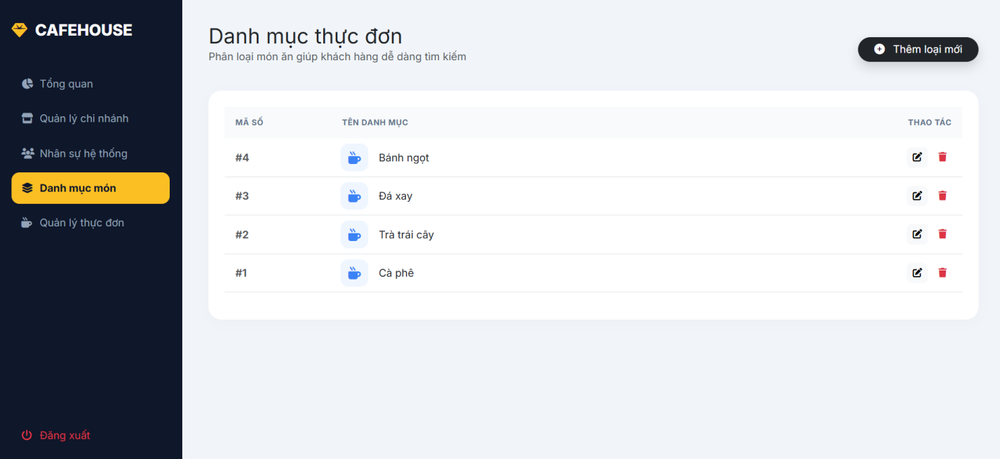 CAFEHOUSE
Tổng quan
Quản lý chi nhánh
Nhân sự hệ thống
Danh mục món
Quản lý thực đơn
Đăng xuất
Danh mục thực đơn
Phân loại món ăn giúp khách hàng dễ dàng tìm kiếm
Thêm loại mới
MÃ SỐ TÊN DANH MỤC THAO TÁC
#4 Bánh ngọt
#3 Đá xay
#2 Trà trái cây
#1 Cà phê